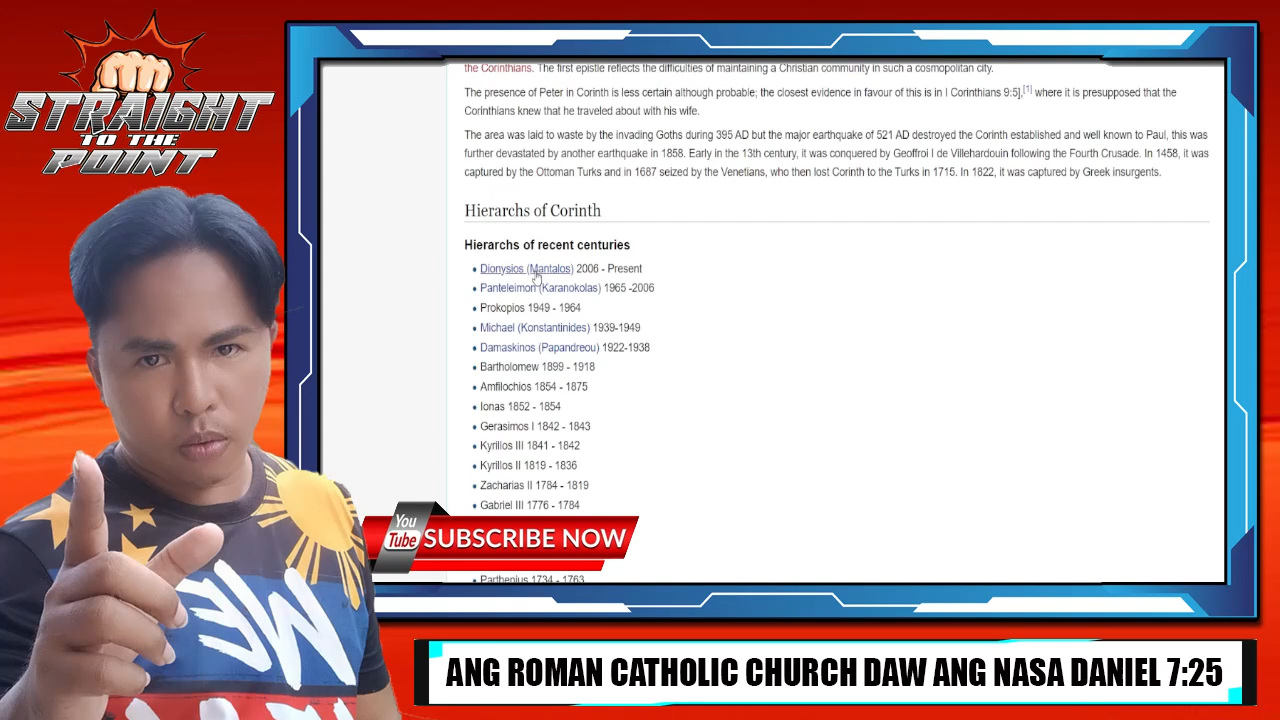 STRAIGHT
TO THE
POINT
the Corinthians. The first epistle reflects the difficulties of maintaining a Christian community in such a cosmopolitan city.
The presence of Peter in Corinth is less certain although probable; the closest evidence in favour of this is in I Corinthians 9:5],[1] where it is presupposed that the
Corinthians knew that he traveled about with his wife.
The area was laid to waste by the invading Goths during 395 AD but the major earthquake of 521 AD destroyed the Corinth established and well known to Paul, this was
further devastated by another earthquake in 1858. Early in the 13th century, it was conquered by Geoffroi I de Villehardouin following the Fourth Crusade. In 1458, it was
captured by the Ottoman Turks and in 1687 seized by the Venetians, who then lost Corinth to the Turks in 1715. In 1822, it was captured by Greek insurgents.
Hierarchs of Corinth
Hierarchs of recent centuries
• Dionysios (Mantalos) 2006 - Present
• Panteleimon (Karanokolas) 1965 -2006
• Prokopios 1949 - 1964
• Michael (Konstantinides) 1939-1949
• Damaskinos (Papandreou) 1922-1938
• Bartholomew 1899 - 1918
• Amfilochios 1854 - 1875
• Ionas 1852 - 1854
• Gerasimos I 1842 - 1843
• Kyrillos III 1841 - 1842
• Kyrillos II 1819 - 1836
• Zacharias II 1784 - 1819
• Gabriel III 1776 - 1784
You
Tube
SUBSCRIBE NOW
Parthenius 1734 - 1763
ME
ANG ROMAN CATHOLIC CHURCH DAW ANG NASA DANIEL 7:25